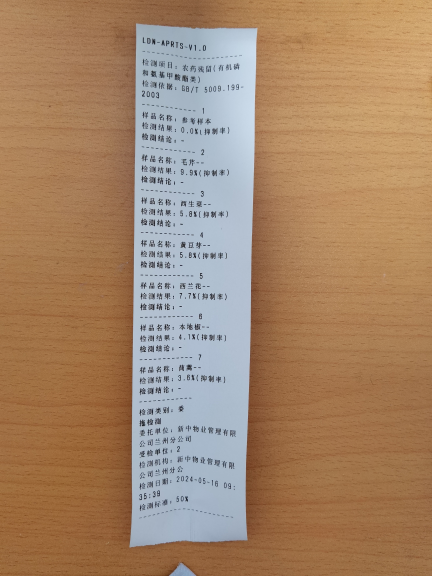 LDW-APRTS-V1.0
--------------
检测项目：农药残留(有机磷
和氨基甲酸酯类)
检测依据：GB/T 5009.199-
2003
------------ 1
样品名称：参考样本
检测结果：0.0%(抑制率)
检测结论：-
------------ 2
样品名称：毛芹--
检测结果：9.9%(抑制率)
检测结论：-
------------ 3
样品名称：西生菜--
检测结果：5.8%(抑制率)
检测结论：-
------------ 4
样品名称：黄豆芽--
检测结果：5.8%(抑制率)
检测结论：-
------------ 5
样品名称：西兰花--
检测结果：7.7%(抑制率)
检测结论：-
------------ 6
样品名称：本地椒--
检测结果：4.1%(抑制率)
检测结论：-
------------ 7
样品名称：茼蒿--
检测结果：3.6%(抑制率)
检测结论：-
------------
检测类别：委
拖检测
委托单位：新中物业管理有限
公司兰州分公司
受检单位：2
检测机构：新中物业管理有限
公司兰州分公
检测日期：2024-05-16 09:
35:38
检测标准：50%